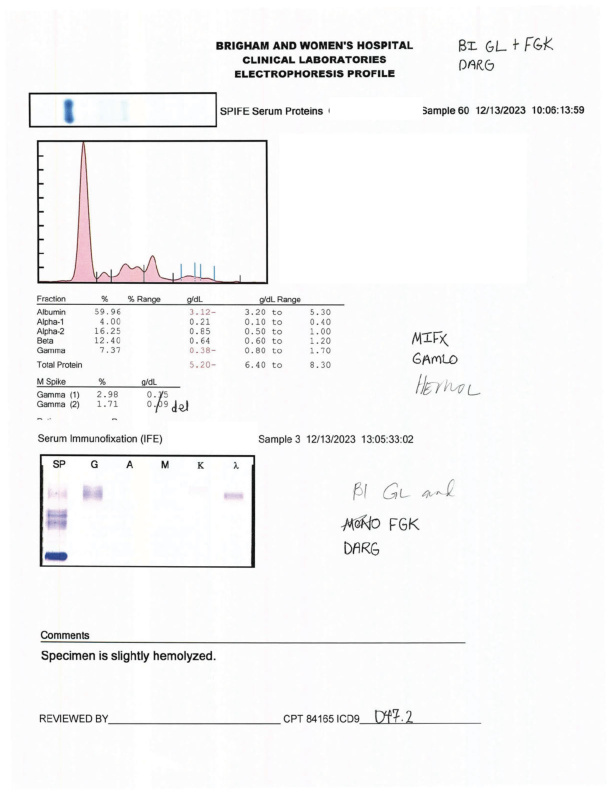 BRIGHAM AND WOMEN'S HOSPITAL
CLINICAL LABORATORIES
ELECTROPHORESIS PROFILE
BI GL + FGK
DARG
SPIFE Serum Proteins Sample 60 12/13/2023 10:06:13:59
Fraction % % Range g/dL g/dL Range
Albumin 59.96 3.12- 3.20 to 5.30
Alpha-1 4.00 0.21 0.10 to 0.40
Alpha-2 16.25 0.85 0.50 to 1.00
Beta 12.40 0.64 0.60 to 1.20
Gamma 7.37 0.38- 0.80 to 1.70
Total Protein 5.20- 6.40 to 8.30
MIFX
GAMLO
M Spike % g/dL
Gamma (1) 2.98 0.15
Gamma (2) 1.71 0.09 del
Serum Immunofixation (IFE) Sample 3 12/13/2023 13:05:33:02
SP G A M K λ
BI GL and
MONO FGK
DARG
Comments
Specimen is slightly hemolyzed.
REVIEWED BY CPT 84165 ICD9 D47.2